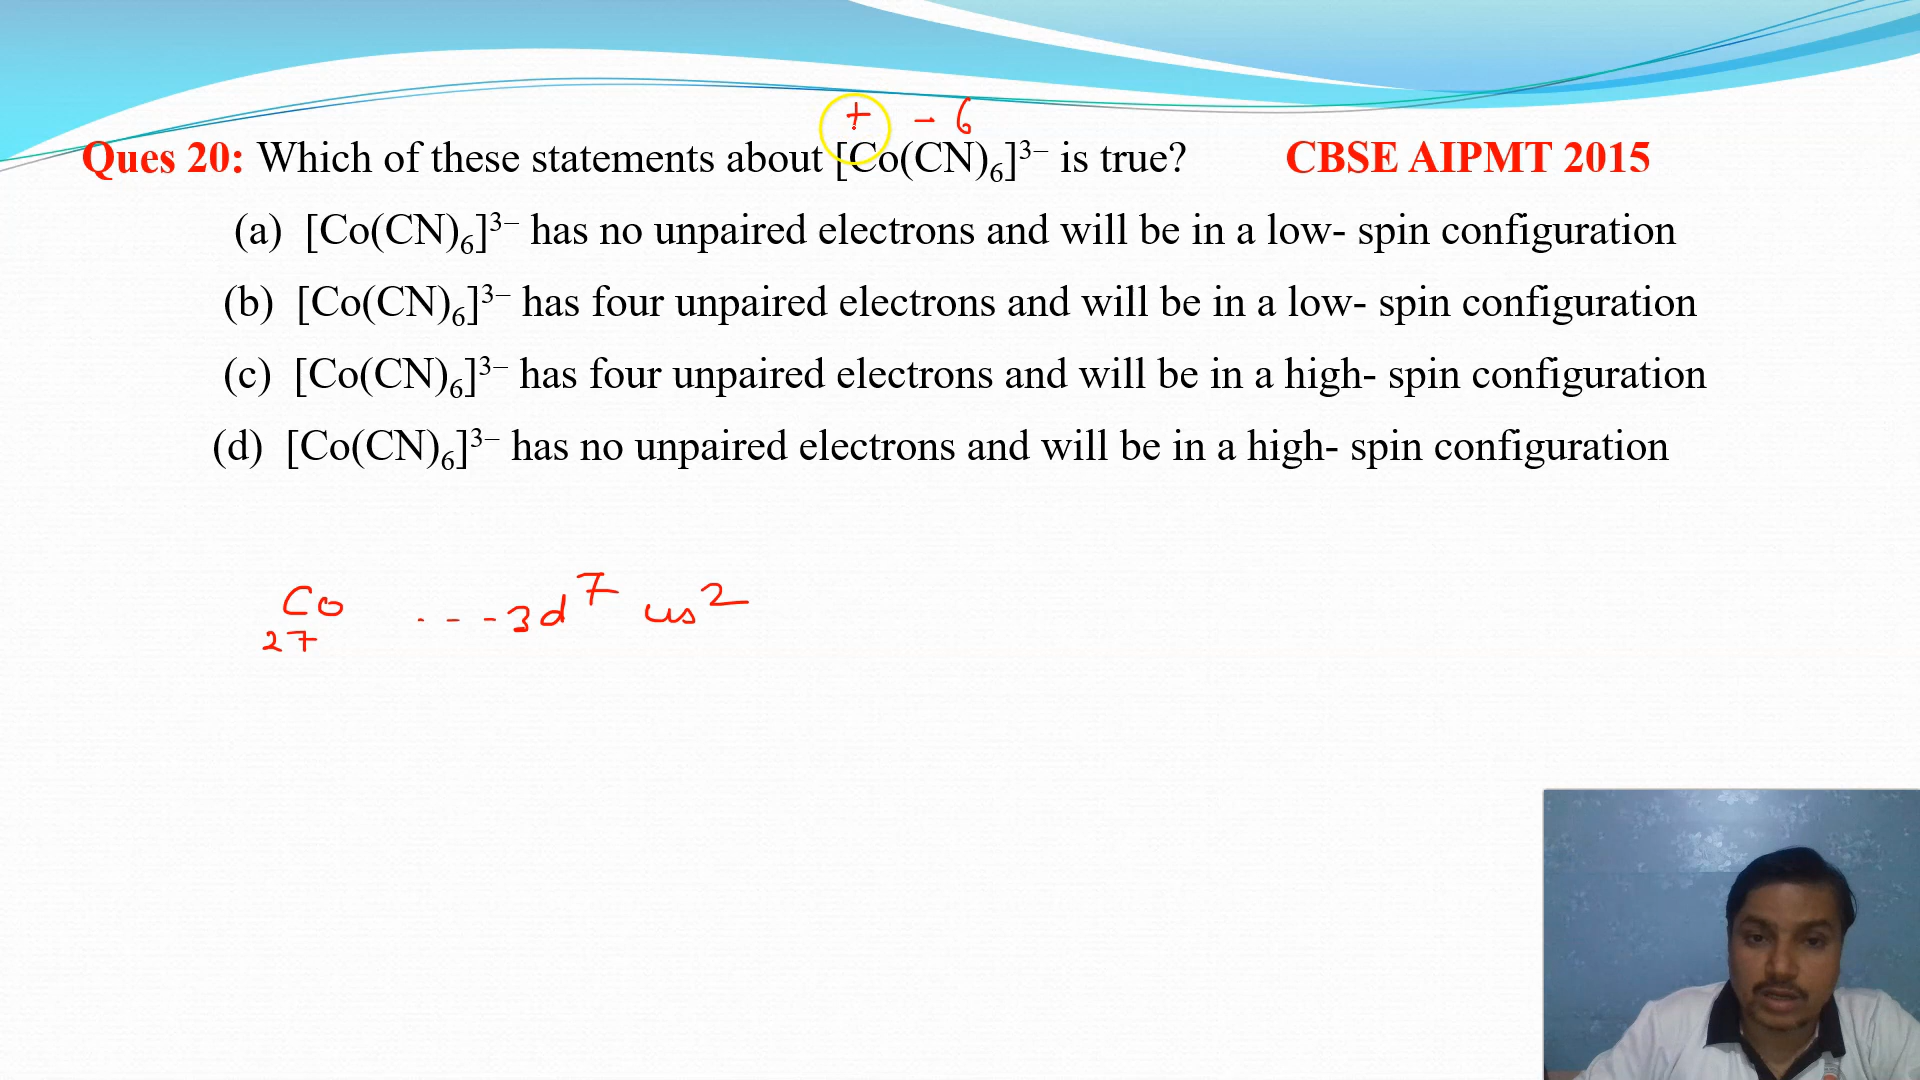 + - 6
Ques 20: Which of these statements about [Co(CN)₆]³⁻ is true? CBSE AIPMT 2015
(a) [Co(CN)₆]³⁻ has no unpaired electrons and will be in a low- spin configuration
(b) [Co(CN)₆]³⁻ has four unpaired electrons and will be in a low- spin configuration
(c) [Co(CN)₆]³⁻ has four unpaired electrons and will be in a high- spin configuration
(d) [Co(CN)₆]³⁻ has no unpaired electrons and will be in a high- spin configuration
Co ----3d⁷ 4s²
27